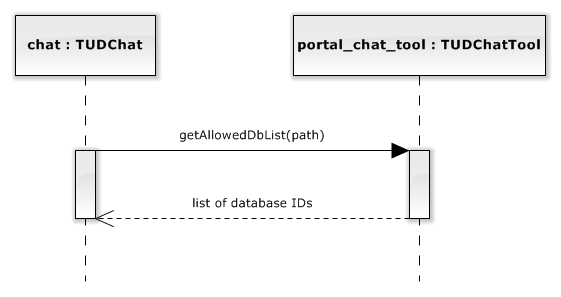 chat : TUDChat
portal_chat_tool : TUDChatTool
getAllowedDbList(path)
list of database IDs